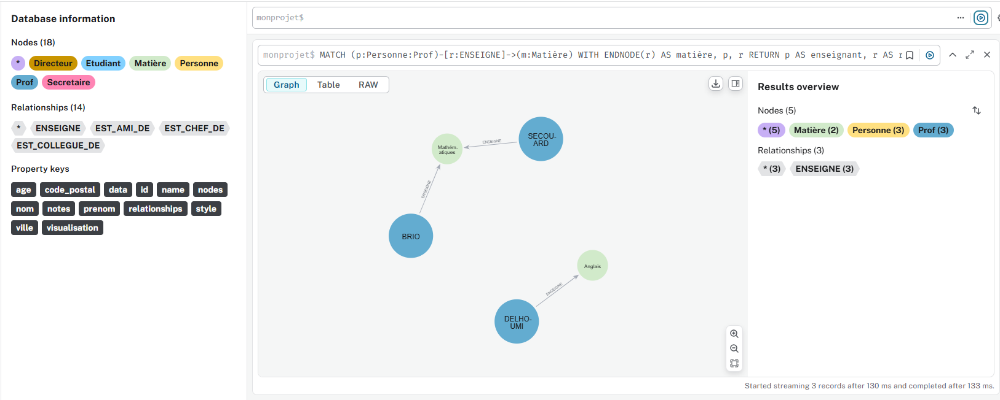 Database information
Nodes (18)
* Directeur Etudiant Matière Personne
Prof Secretaire
Relationships (14)
* ENSEIGNE EST_AMI_DE EST_CHEF_DE
EST_COLLEGUE_DE
Property keys
age code_postal data id name nodes
nom notes prenom relationships style
ville visualisation
monprojet$
monprojet$ MATCH (p:Personne:Prof)-[r:ENSEIGNE]->(m:Matière) WITH ENDNODE(r) AS matière, p, r RETURN p AS enseignant, r AS r
Graph Table RAW
SECOU-
ARD
ENSEIGNE
Mathém-
atiques
ENSEIGNE
BRIO
Anglais
ENSEIGNE
DELHO-
UMI
Results overview
Nodes (5)
* (5) Matière (2) Personne (3) Prof (3)
Relationships (3)
* (3) ENSEIGNE (3)
Started streaming 3 records after 130 ms and completed after 133 ms.